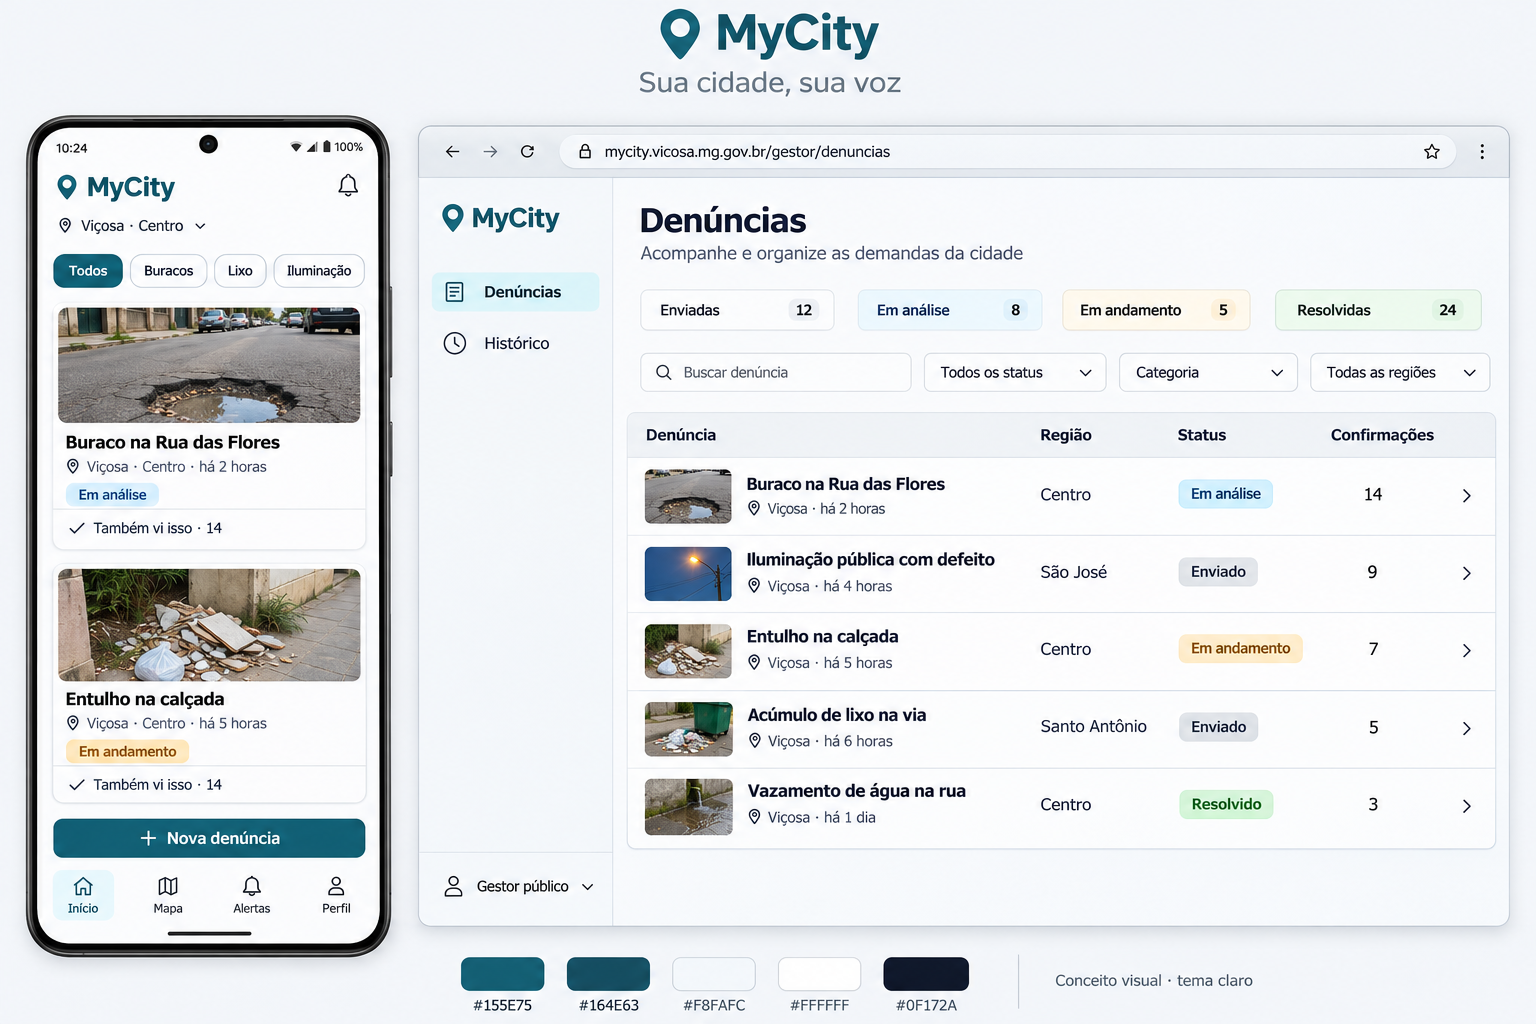 MyCity
Sua cidade, sua voz
10:24
100%
MyCity
Viçosa · Centro
Todos
Buracos
Lixo
Iluminação
Buraco na Rua das Flores
Viçosa · Centro · há 2 horas
Em análise
Também vi isso · 14
Entulho na calçada
Viçosa · Centro · há 5 horas
Em andamento
Também vi isso · 14
+ Nova denúncia
Início
Mapa
Alertas
Perfil
mycity.vicosa.mg.gov.br/gestor/denuncias
MyCity
Denúncias
Histórico
Gestor público
Denúncias
Acompanhe e organize as demandas da cidade
Enviadas 12
Em análise 8
Em andamento 5
Resolvidas 24
Buscar denúncia
Todos os status
Categoria
Todas as regiões
Denúncia Região Status Confirmações
Buraco na Rua das Flores
Viçosa · há 2 horas
Centro
Em análise
14
Iluminação pública com defeito
Viçosa · há 4 horas
São José
Enviado
9
Entulho na calçada
Viçosa · há 5 horas
Centro
Em andamento
7
Acúmulo de lixo na via
Viçosa · há 6 horas
Santo Antônio
Enviado
5
Vazamento de água na rua
Viçosa · há 1 dia
Centro
Resolvido
3
#155E75
#164E63
#F8FAFC
#FFFFFF
#0F172A
Conceito visual · tema claro